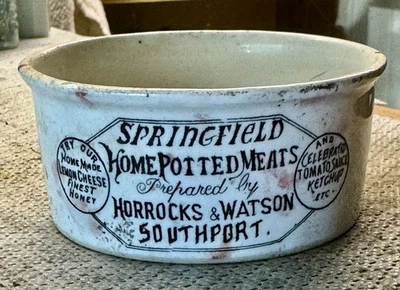 TRY OUR
HOME MADE
LEMON CHEESE
FINEST
HONEY
SPRINGFIELD
HOME POTTED MEATS
Prepared by
HORROCKS & WATSON
SOUTHPORT.
AND
CELEBRATED
TOMATO SAUCE
KETCHUP
ETC.